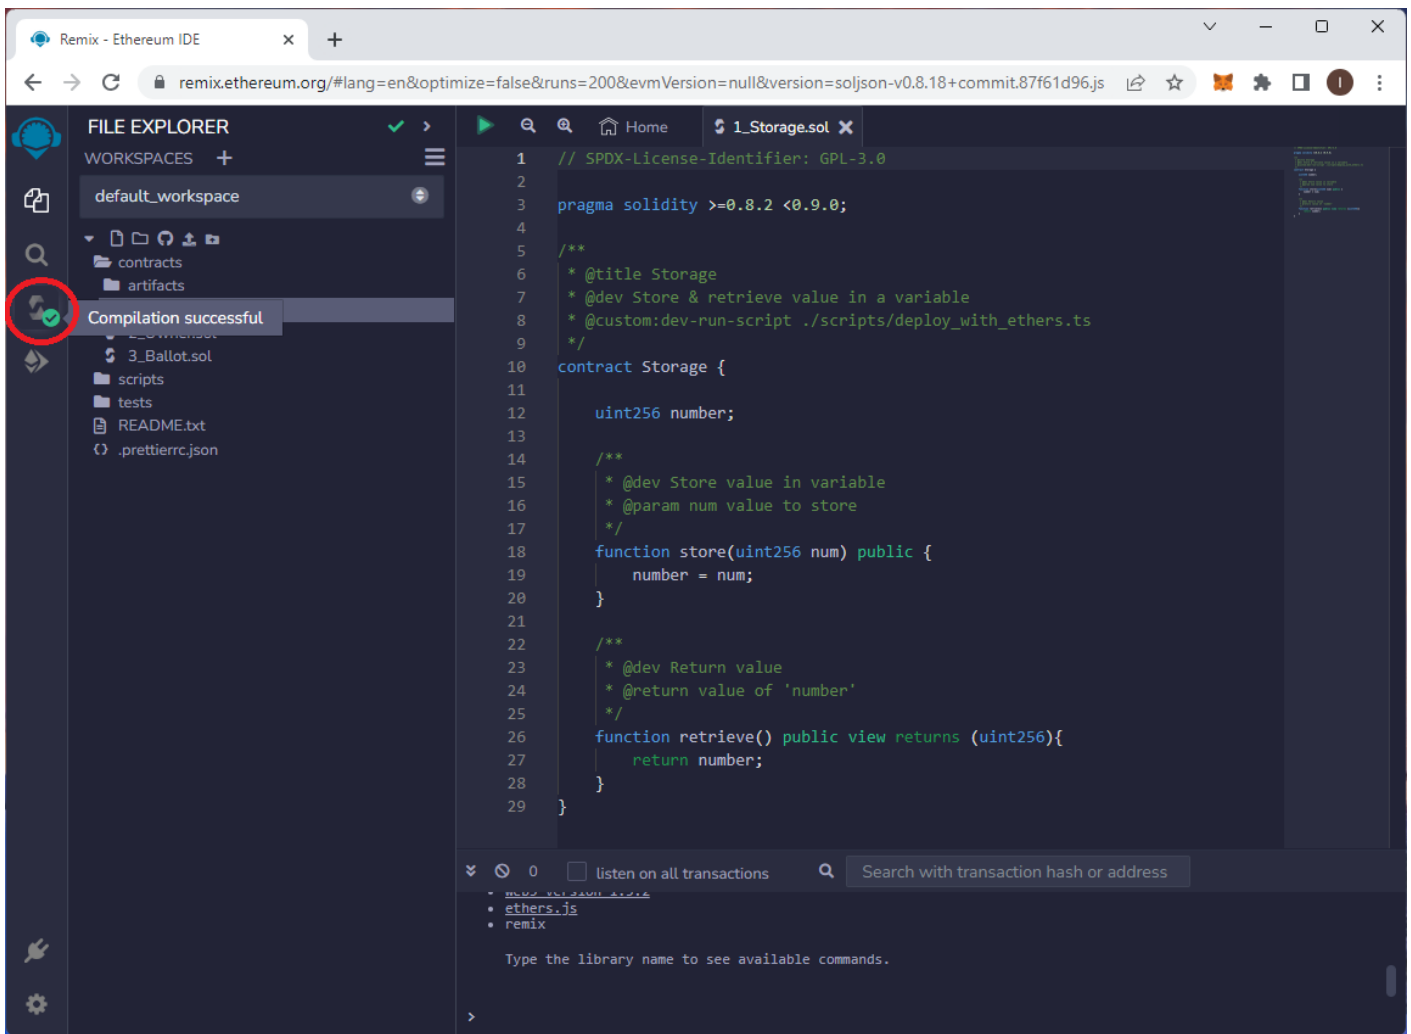 Remix - Ethereum IDE
remix.ethereum.org/#lang=en&optimize=false&runs=200&evmVersion=null&version=soljson-v0.8.18+commit.87f61d96.js
I
FILE EXPLORER
WORKSPACES
default_workspace
contracts
artifacts
Compilation successful
2_Owner.sol
3_Ballot.sol
scripts
tests
README.txt
.prettierrc.json
Home
1_Storage.sol
1 // SPDX-License-Identifier: GPL-3.0
2
3 pragma solidity >=0.8.2 <0.9.0;
4
5 /**
6 * @title Storage
7 * @dev Store & retrieve value in a variable
8 * @custom:dev-run-script ./scripts/deploy_with_ethers.ts
9 */
10 contract Storage {
11
12 uint256 number;
13
14 /**
15 * @dev Store value in variable
16 * @param num value to store
17 */
18 function store(uint256 num) public {
19 number = num;
20 }
21
22 /**
23 * @dev Return value
24 * @return value of 'number'
25 */
26 function retrieve() public view returns (uint256){
27 return number;
28 }
29 }
0
listen on all transactions
Search with transaction hash or address
web3 version 1.5.2
ethers.js
remix
Type the library name to see available commands.
>